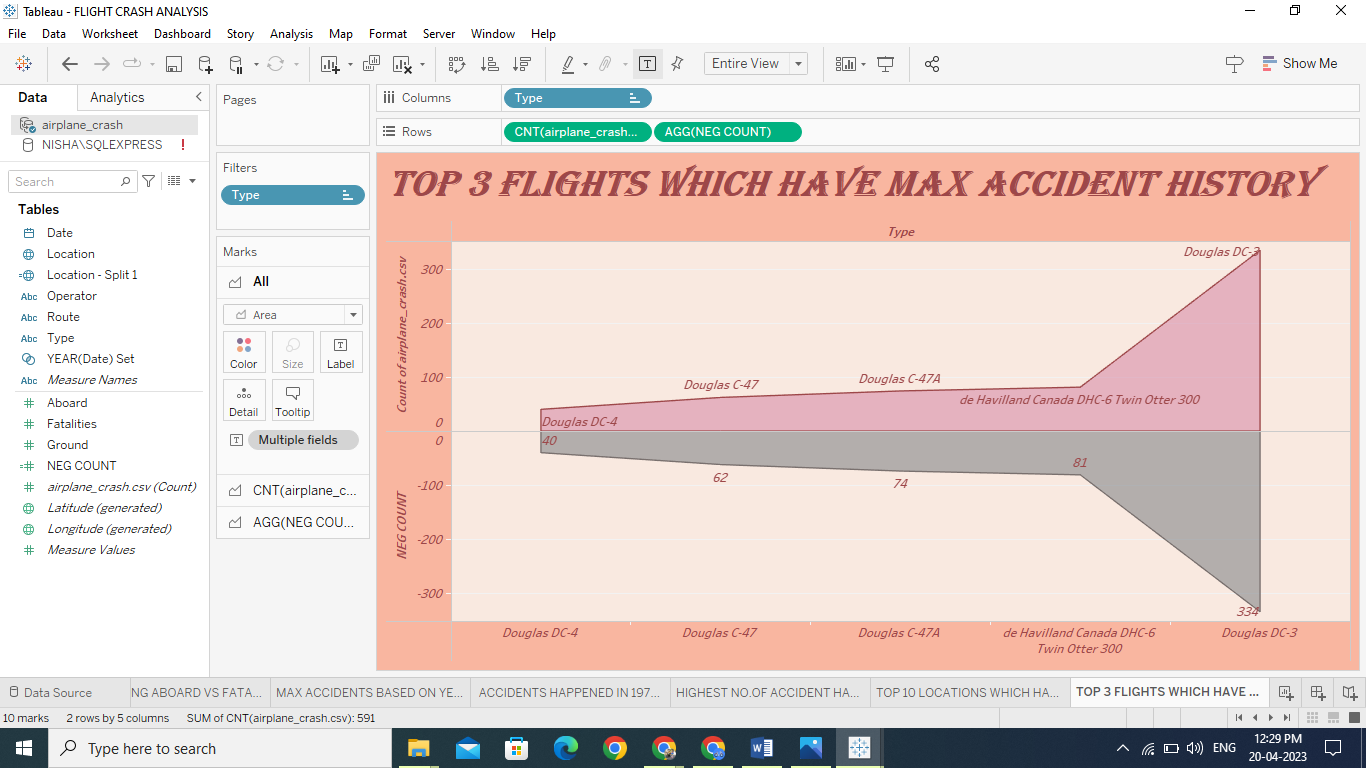 Tableau - FLIGHT CRASH ANALYSIS
File Data Worksheet Dashboard Story Analysis Map Format Server Window Help
Entire View
Show Me
Data Analytics
airplane_crash
NISHA\SQLEXPRESS !
Search
Tables
Date
Location
Location - Split 1
Abc Operator
Abc Route
Abc Type
YEAR(Date) Set
Abc Measure Names
Aboard
Fatalities
Ground
NEG COUNT
airplane_crash.csv (Count)
Latitude (generated)
Longitude (generated)
Measure Values
Pages
Filters
Type
Marks
All
Area
Color Size Label
Detail Tooltip
Multiple fields
CNT(airplane_c...
AGG(NEG COU...
Columns Type
Rows CNT(airplane_crash... AGG(NEG COUNT)
TOP 3 FLIGHTS WHICH HAVE MAX ACCIDENT HISTORY
Type
Count of airplane_crash.csv
300
200
100
0
Douglas DC-3
Douglas C-47
Douglas C-47A
de Havilland Canada DHC-6 Twin Otter 300
Douglas DC-4
NEG COUNT
0
-100
-200
-300
40
62
74
81
334
Douglas DC-4
Douglas C-47
Douglas C-47A
de Havilland Canada DHC-6
Twin Otter 300
Douglas DC-3
Data Source NG ABOARD VS FATA... MAX ACCIDENTS BASED ON YE... ACCIDENTS HAPPENED IN 197... HIGHEST NO.OF ACCIDENT HA... TOP 10 LOCATIONS WHICH HA... TOP 3 FLIGHTS WHICH HAVE ...
10 marks 2 rows by 5 columns SUM of CNT(airplane_crash.csv): 591
Type here to search
ENG
12:29 PM
20-04-2023